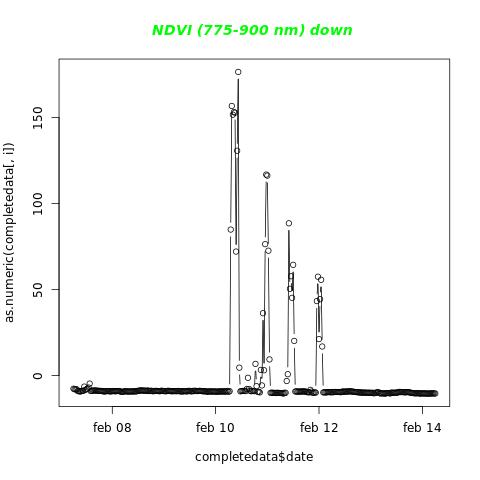 NDVI (775-900 nm) down
as.numeric(completedata[, i])
150
100
50
0
feb 08 feb 10 feb 12 feb 14
completedata$date